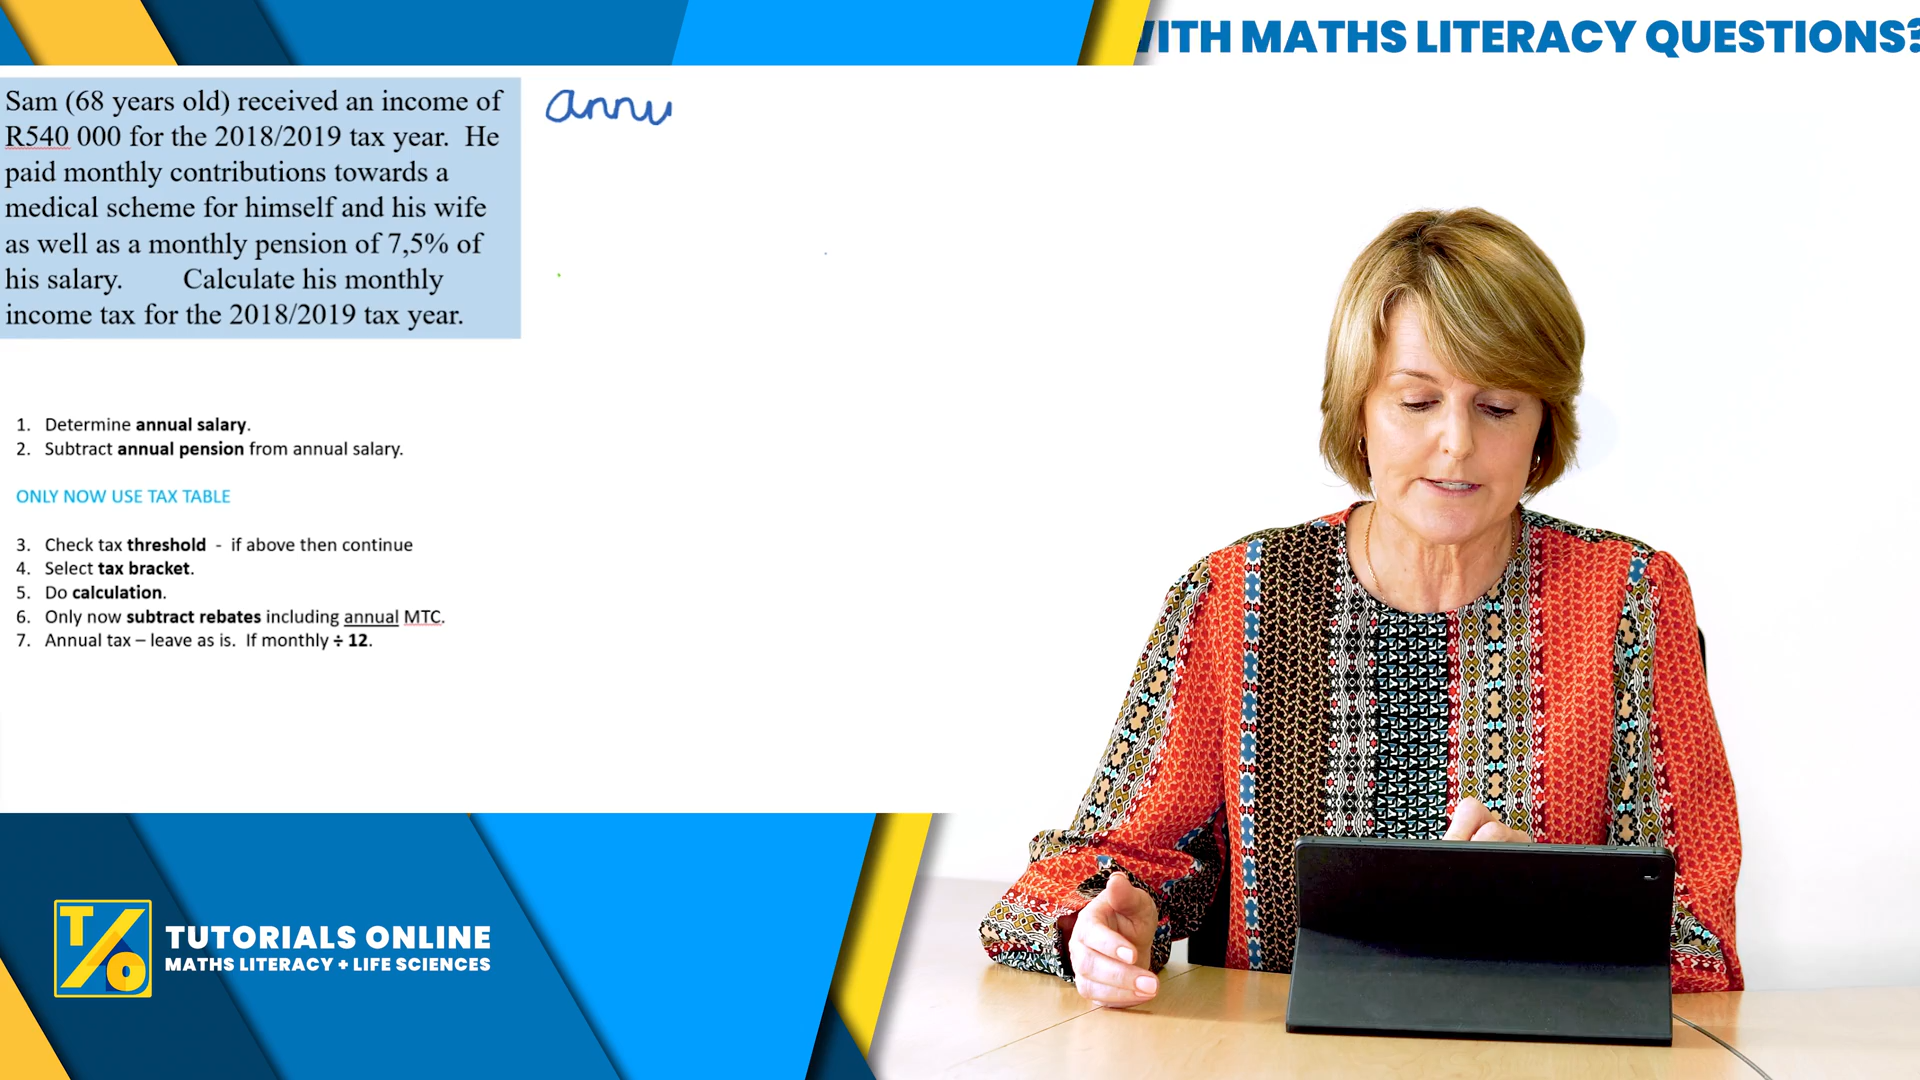 WITH MATHS LITERACY QUESTIONS?
Sam (68 years old) received an income of
R540 000 for the 2018/2019 tax year. He
paid monthly contributions towards a
medical scheme for himself and his wife
as well as a monthly pension of 7,5% of
his salary. Calculate his monthly
income tax for the 2018/2019 tax year.
annu
1. Determine annual salary.
2. Subtract annual pension from annual salary.
ONLY NOW USE TAX TABLE
3. Check tax threshold - if above then continue
4. Select tax bracket.
5. Do calculation.
6. Only now subtract rebates including annual MTC.
7. Annual tax – leave as is. If monthly ÷ 12.
T/O
TUTORIALS ONLINE
MATHS LITERACY + LIFE SCIENCES